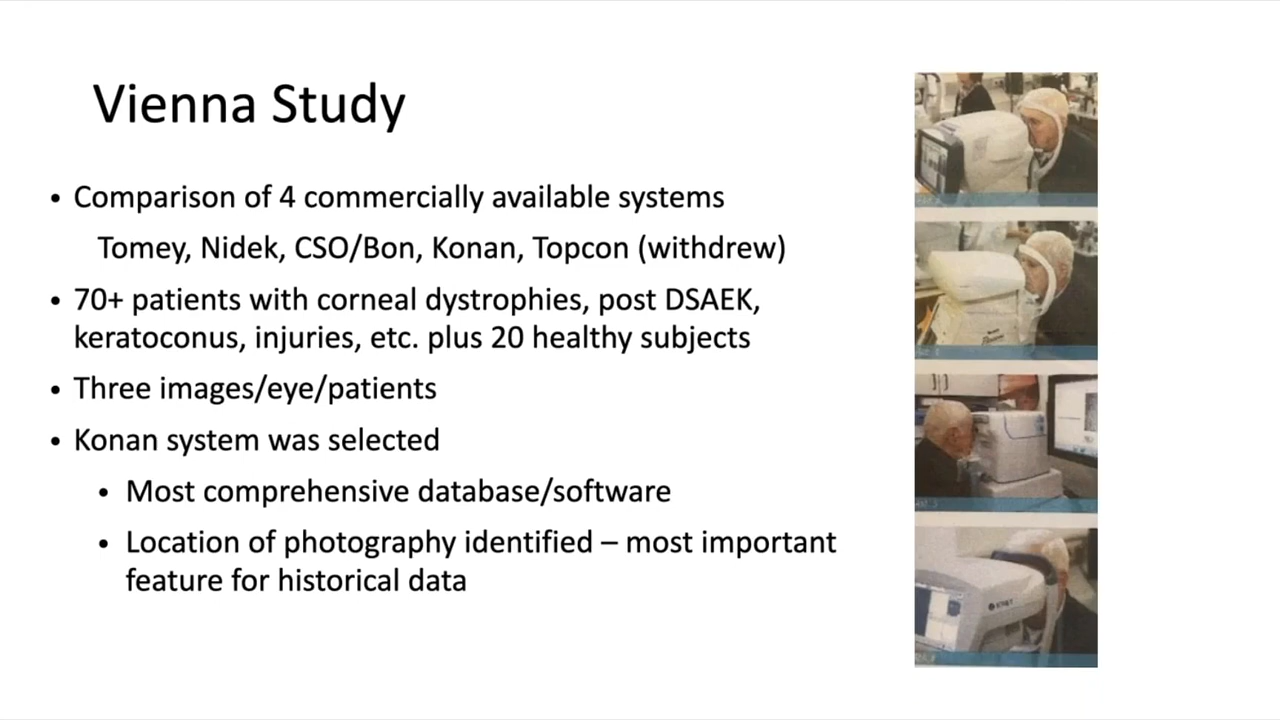 Vienna Study
• Comparison of 4 commercially available systems
Tomey, Nidek, CSO/Bon, Konan, Topcon (withdrew)
• 70+ patients with corneal dystrophies, post DSAEK,
keratoconus, injuries, etc. plus 20 healthy subjects
• Three images/eye/patients
• Konan system was selected
• Most comprehensive database/software
• Location of photography identified – most important
feature for historical data